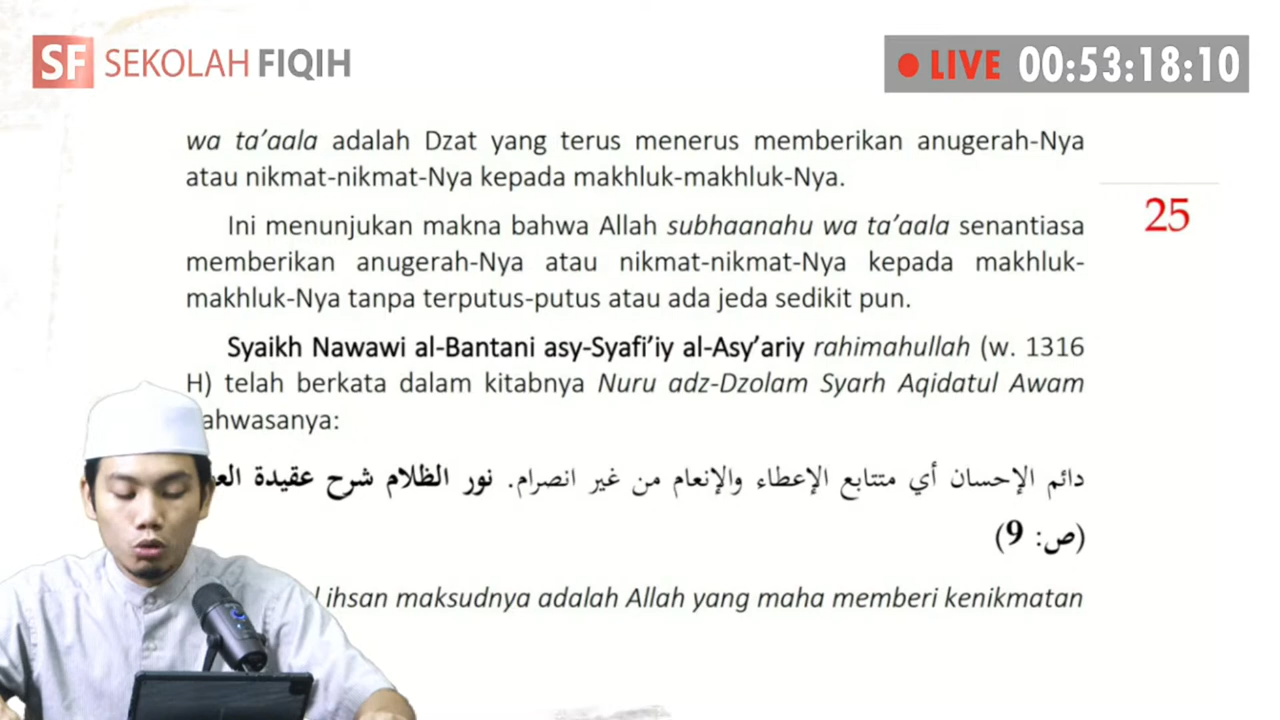 SF SEKOLAH FIQIH
LIVE 00:53:18:10
wa ta’aala adalah Dzat yang terus menerus memberikan anugerah-Nya
atau nikmat-nikmat-Nya kepada makhluk-makhluk-Nya.
25
Ini menunjukan makna bahwa Allah subhaanahu wa ta’aala senantiasa
memberikan anugerah-Nya atau nikmat-nikmat-Nya kepada makhluk-
makhluk-Nya tanpa terputus-putus atau ada jeda sedikit pun.
Syaikh Nawawi al-Bantani asy-Syafi’iy al-Asy’ariy rahimahullah (w. 1316
H) telah berkata dalam kitabnya Nuru adz-Dzolam Syarh Aqidatul Awam
ahwasanya:
دائم الإحسان أي متتابع الإعطاء والإنعام من غير انصرام. نور الظلام شرح عقيدة
(ص: 9)
ihsan maksudnya adalah Allah yang maha memberi kenikmatan